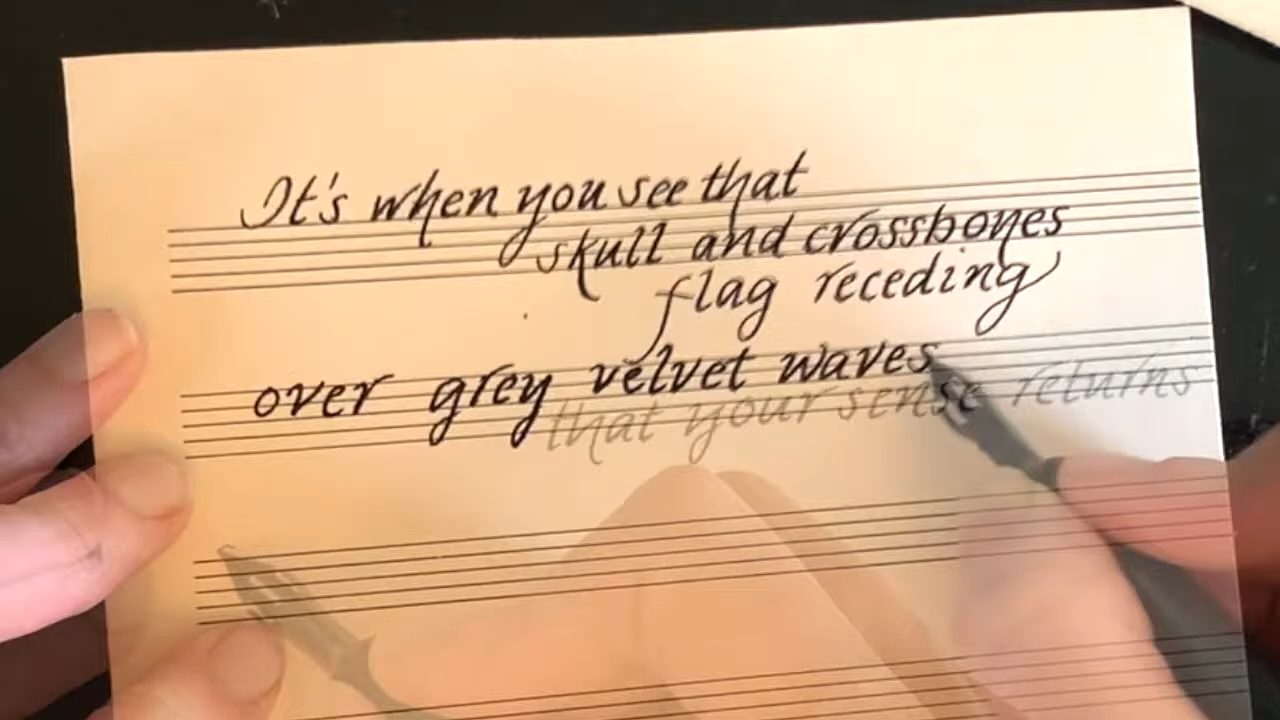 It's when you see that
skull and crossbones
flag receding
over grey velvet waves
that your sense returns